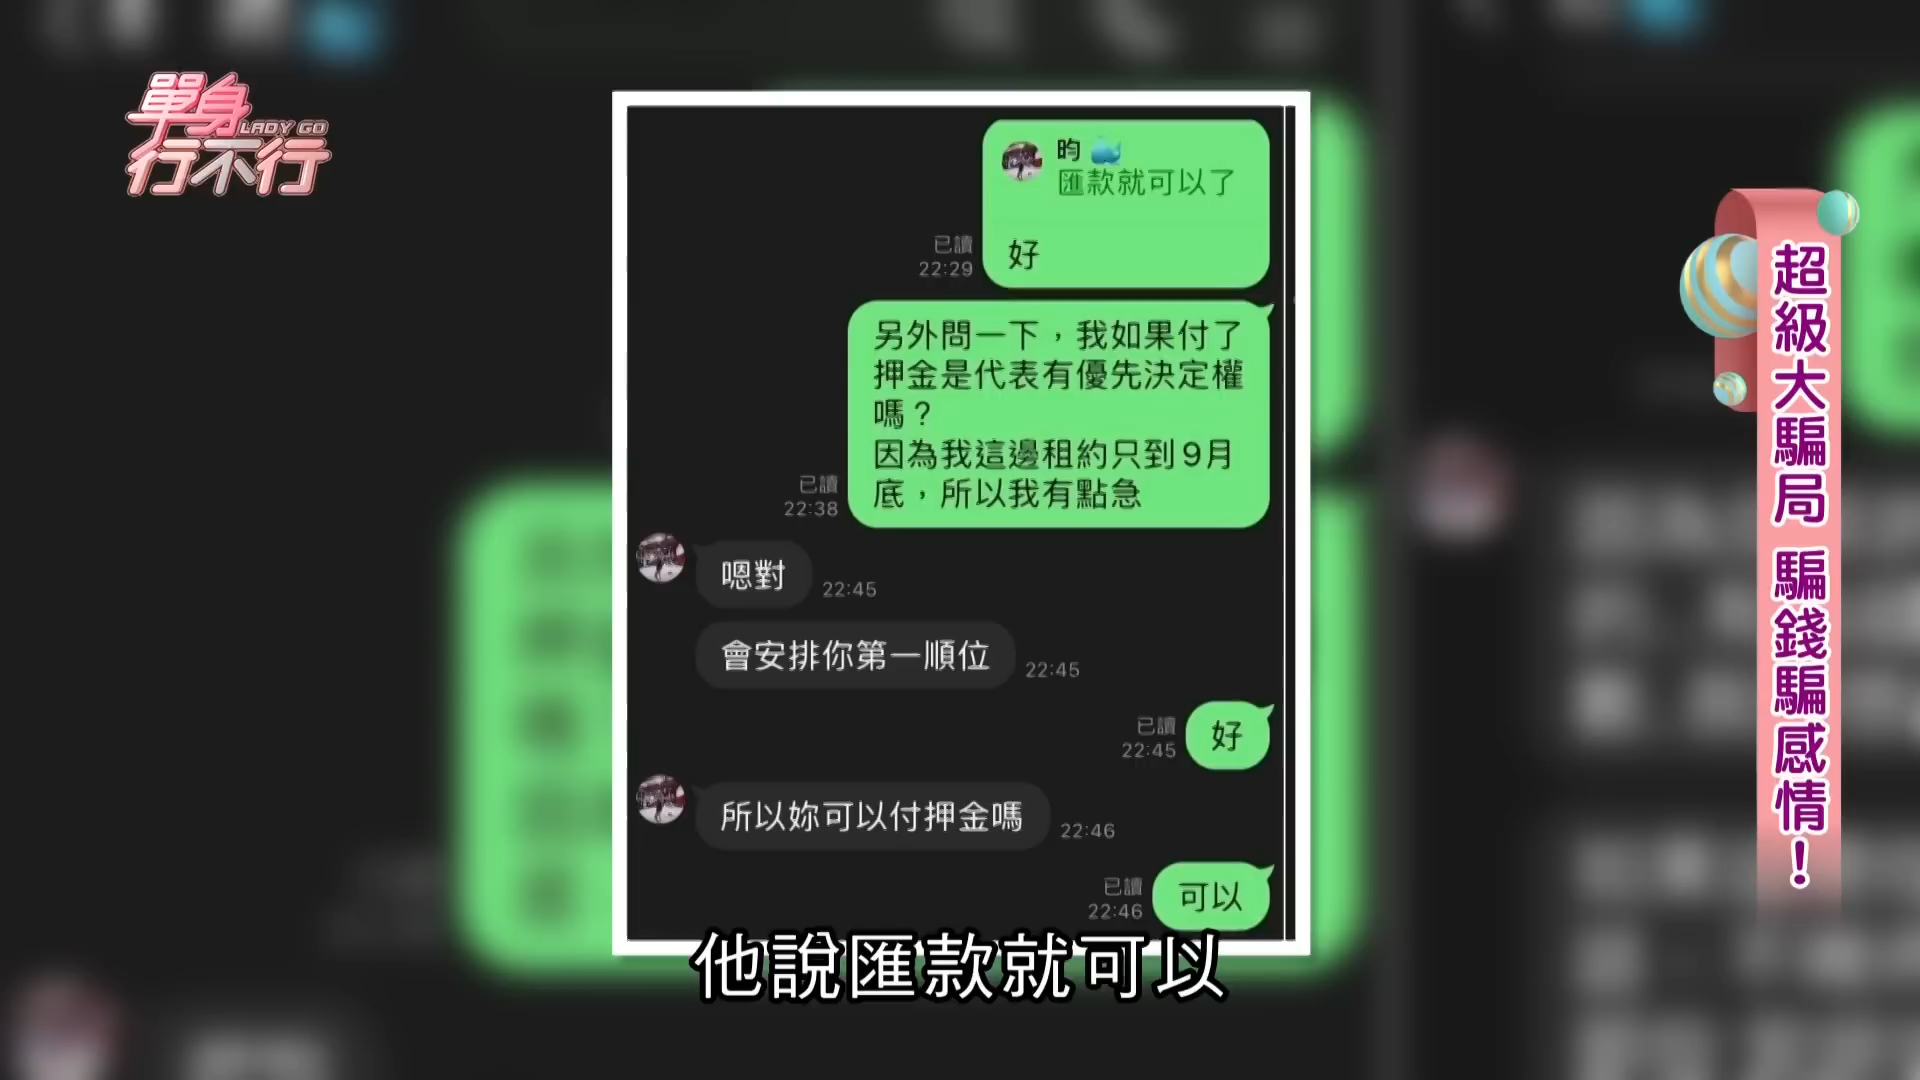 單身
LADY GO
行不行
昀
匯款就可以了
好
已讀
22:29
另外問一下，我如果付了
押金是代表有優先決定權
嗎？
因為我這邊租約只到9月
底，所以我有點急
已讀
22:38
嗯對
22:45
會安排你第一順位
22:45
好
已讀
22:45
所以妳可以付押金嗎
22:46
可以
已讀
22:46
他說匯款就可以
超級大騙局 騙錢騙感情！